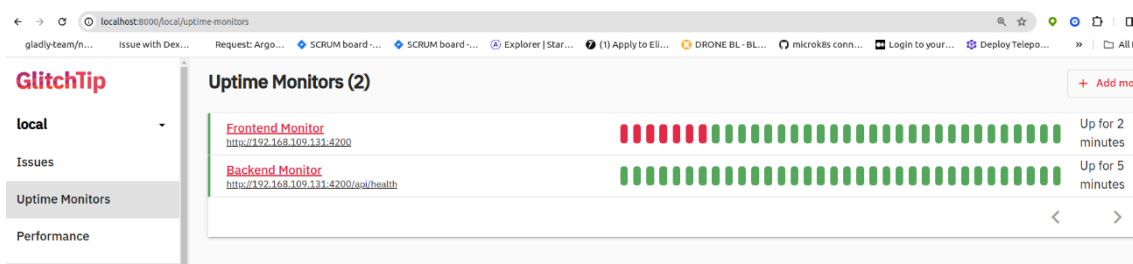 localhost:8000/local/uptime-monitors
gladly-team/n... Issue with Dex... Request: Argo... SCRUM board -... SCRUM board -... Explorer | Star... (1) Apply to Eli... DRONE BL - BL... microk8s conn... Login to your... Deploy Telepo... » All
GlitchTip
Uptime Monitors (2)
+ Add mo
local
Frontend Monitor
http://192.168.109.131:4200
Up for 2
minutes
Issues
Backend Monitor
http://192.168.109.131:4200/api/health
Up for 5
minutes
Uptime Monitors
Performance